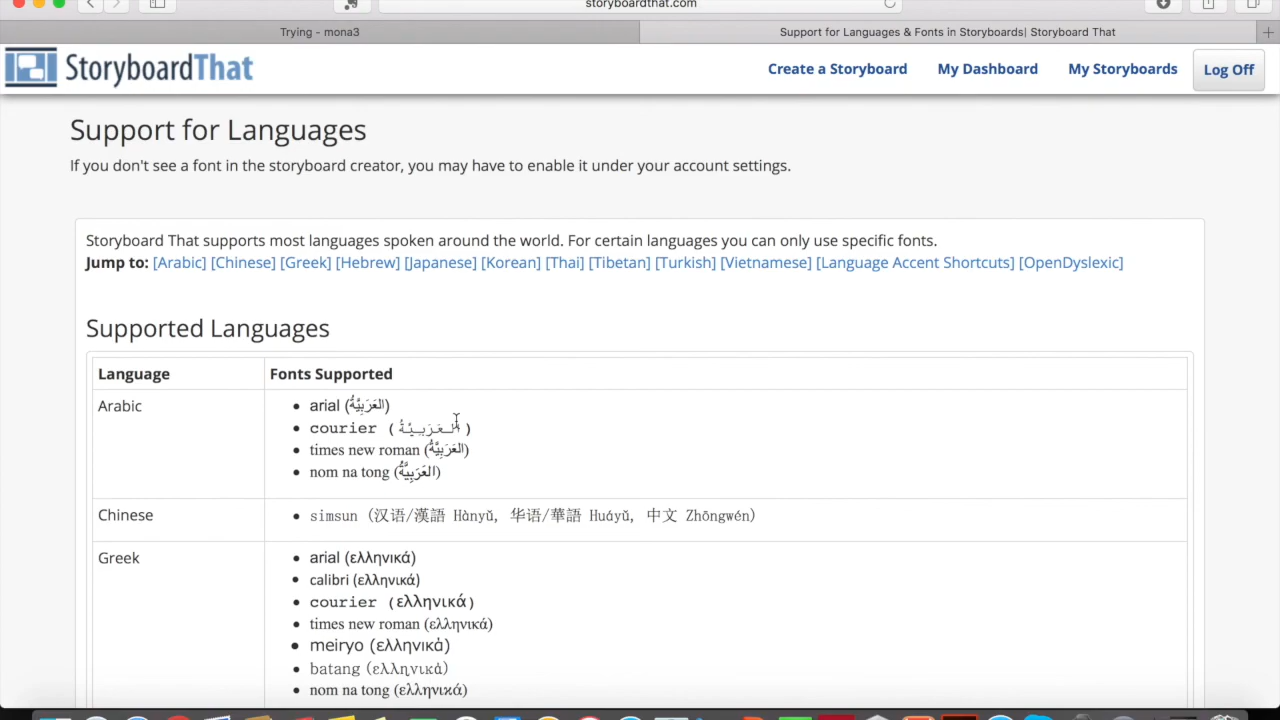 storyboardthat.com
Trying - mona3
Support for Languages & Fonts in Storyboards| Storyboard That
StoryboardThat
Create a Storyboard
My Dashboard
My Storyboards
Log Off
Support for Languages
If you don't see a font in the storyboard creator, you may have to enable it under your account settings.
Storyboard That supports most languages spoken around the world. For certain languages you can only use specific fonts.
Jump to: [Arabic] [Chinese] [Greek] [Hebrew] [Japanese] [Korean] [Thai] [Tibetan] [Turkish] [Vietnamese] [Language Accent Shortcuts] [OpenDyslexic]
Supported Languages
Language Fonts Supported
Arabic
• arial (العَرَبِيَّةُ)
• courier (العَرَبِيَّةُ)
• times new roman (العَرَبِيَّةُ)
• nom na tong (العَرَبِيَّةُ)
Chinese
• simsun (汉语/漢語 Hànyǔ, 华语/華語 Huáyǔ, 中文 Zhōngwén)
Greek
• arial (ελληνικά)
• calibri (ελληνικά)
• courier (ελληνικά)
• times new roman (ελληνικά)
• meiryo (ελληνικά)
• batang (ελληνικά)
• nom na tong (ελληνικά)